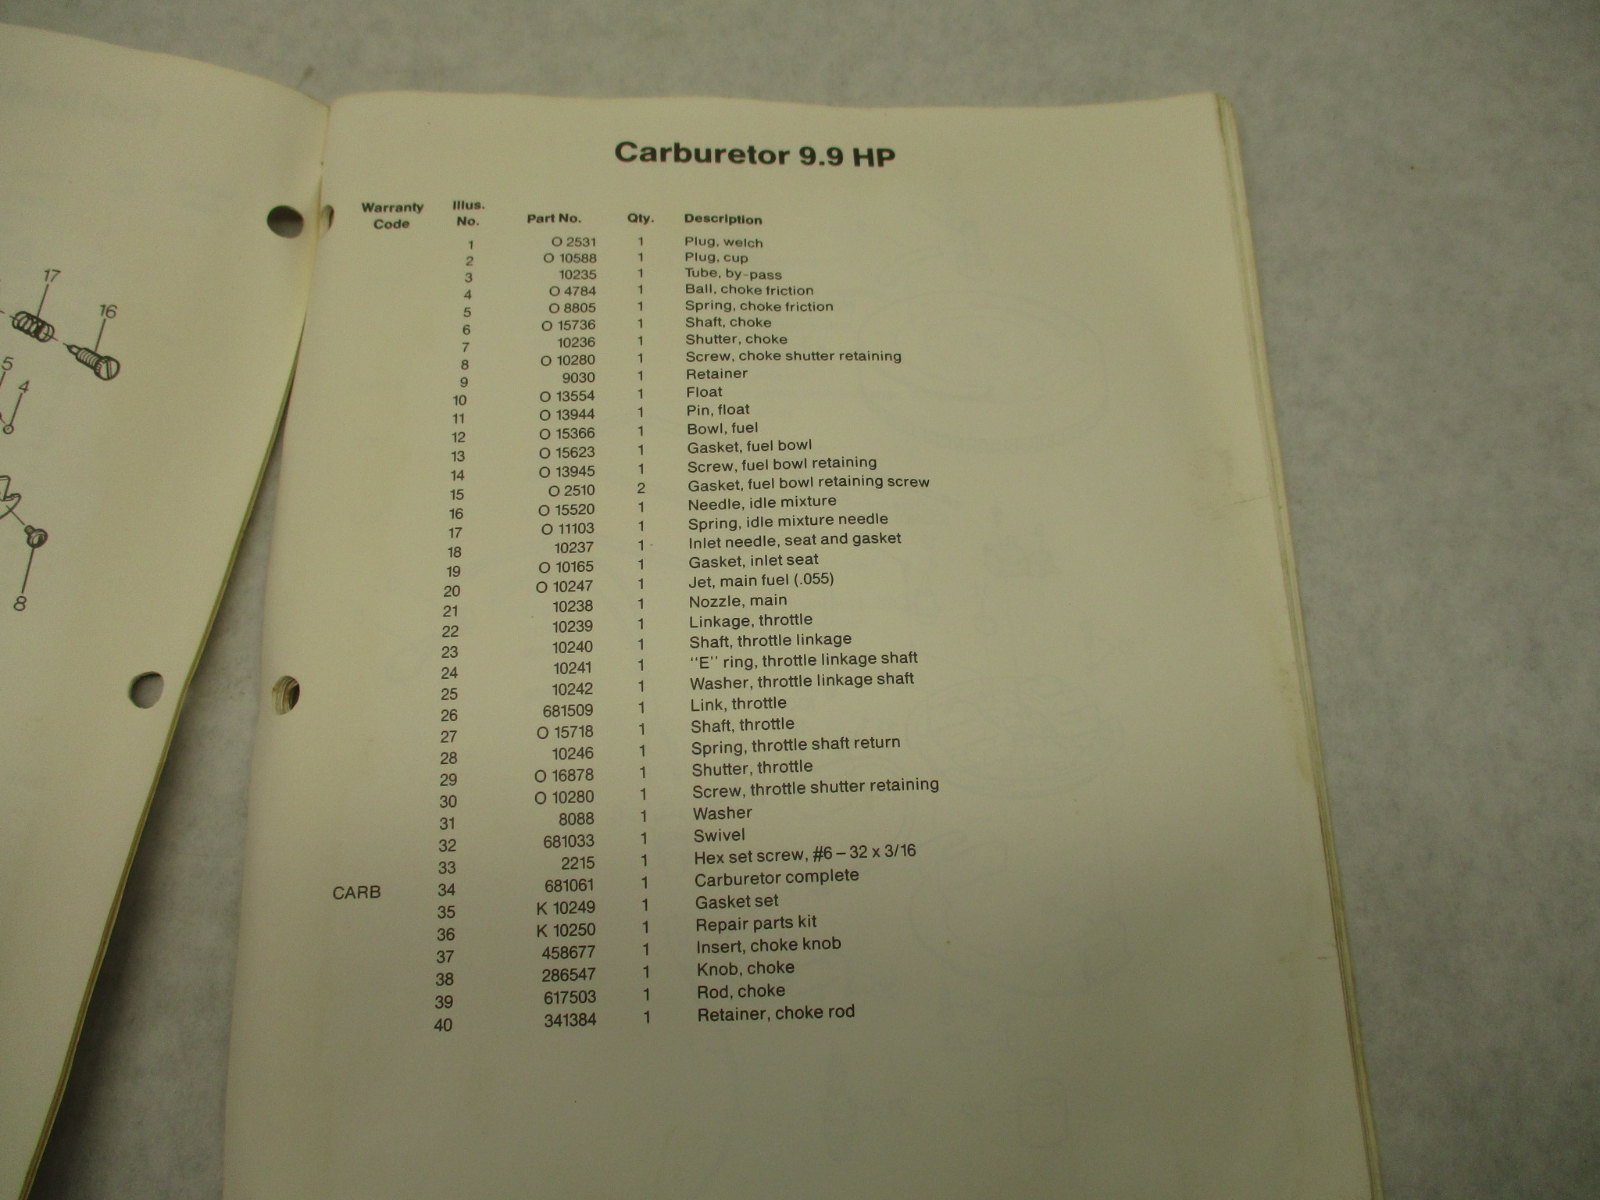 17
16
5
4
8
Carburetor 9.9 HP
Warranty Code Illus. No. Part No. Qty. Description
1 O 2531 1 Plug, welch
2 O 10588 1 Plug, cup
3 10235 1 Tube, by-pass
4 O 4784 1 Ball, choke friction
5 O 8805 1 Spring, choke friction
6 O 15736 1 Shaft, choke
7 10236 1 Shutter, choke
8 O 10280 1 Screw, choke shutter retaining
9 9030 1 Retainer
10 O 13554 1 Float
11 O 13944 1 Pin, float
12 O 15366 1 Bowl, fuel
13 O 15623 1 Gasket, fuel bowl
14 O 13945 1 Screw, fuel bowl retaining
15 O 2510 2 Gasket, fuel bowl retaining screw
16 O 15520 1 Needle, idle mixture
17 O 11103 1 Spring, idle mixture needle
18 10237 1 Inlet needle, seat and gasket
19 O 10165 1 Gasket, inlet seat
20 O 10247 1 Jet, main fuel (.055)
21 10238 1 Nozzle, main
22 10239 1 Linkage, throttle
23 10240 1 Shaft, throttle linkage
24 10241 1 "E" ring, throttle linkage shaft
25 10242 1 Washer, throttle linkage shaft
26 681509 1 Link, throttle
27 O 15718 1 Shaft, throttle
28 10246 1 Spring, throttle shaft return
29 O 16878 1 Shutter, throttle
30 O 10280 1 Screw, throttle shutter retaining
31 8088 1 Washer
32 681033 1 Swivel
33 2215 1 Hex set screw, #6 – 32 x 3/16
CARB 34 681061 1 Carburetor complete
35 K 10249 1 Gasket set
36 K 10250 1 Repair parts kit
37 458677 1 Insert, choke knob
38 286547 1 Knob, choke
39 617503 1 Rod, choke
40 341384 1 Retainer, choke rod